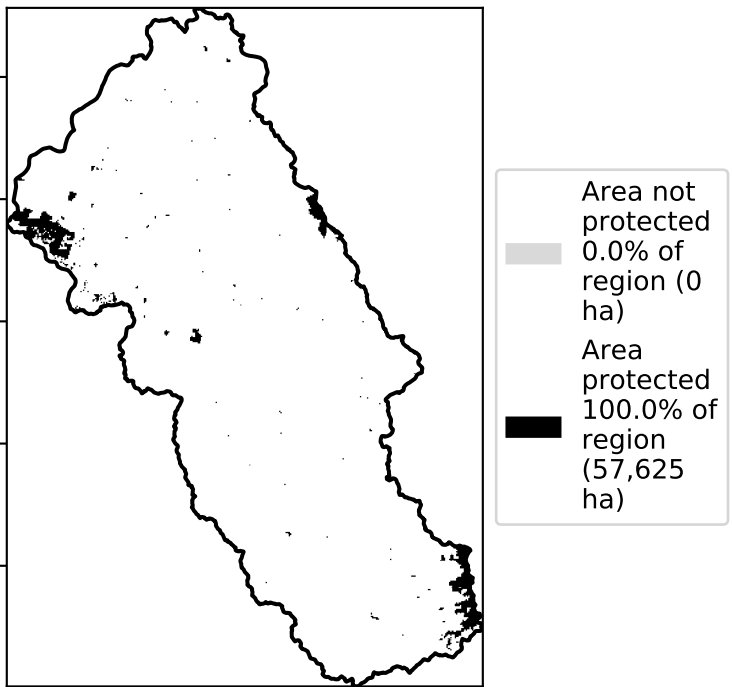 Area not
protected
0.0% of
region (0
ha)
Area
protected
100.0% of
region
(57,625
ha)